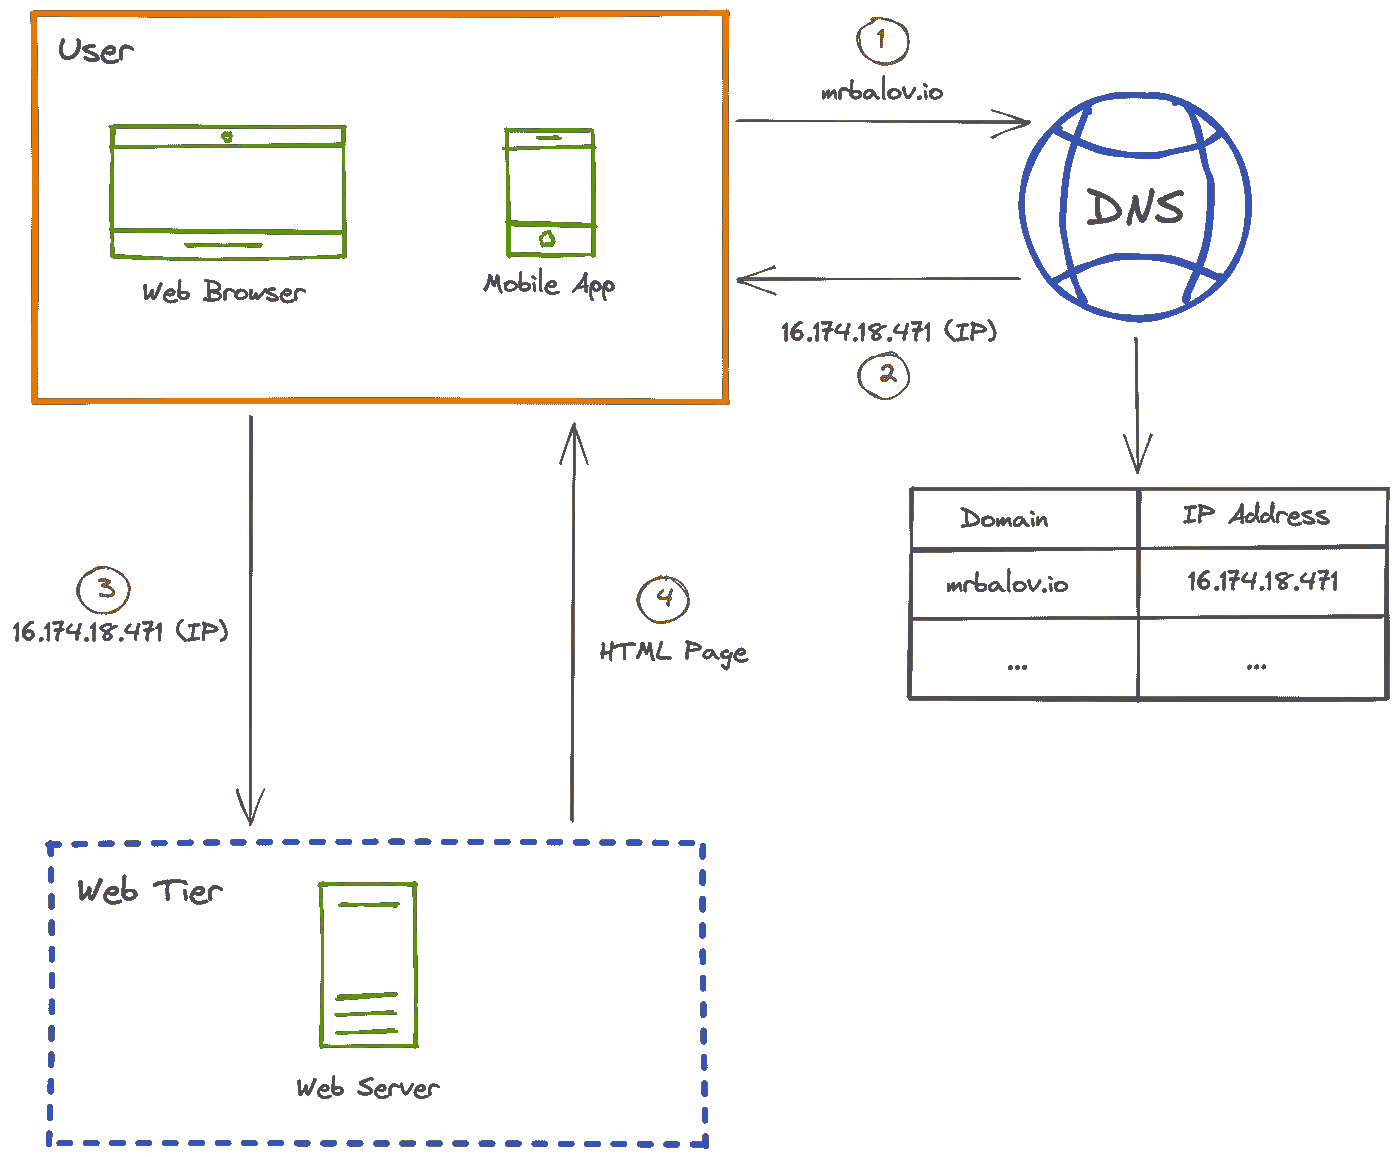 User
Web Browser
Mobile App
1
mrbalov.io
DNS
16.174.18.471 (IP)
2
Domain
IP Address
mrbalov.io
16.174.18.471
...
...
3
16.174.18.471 (IP)
4
HTML Page
Web Tier
Web Server